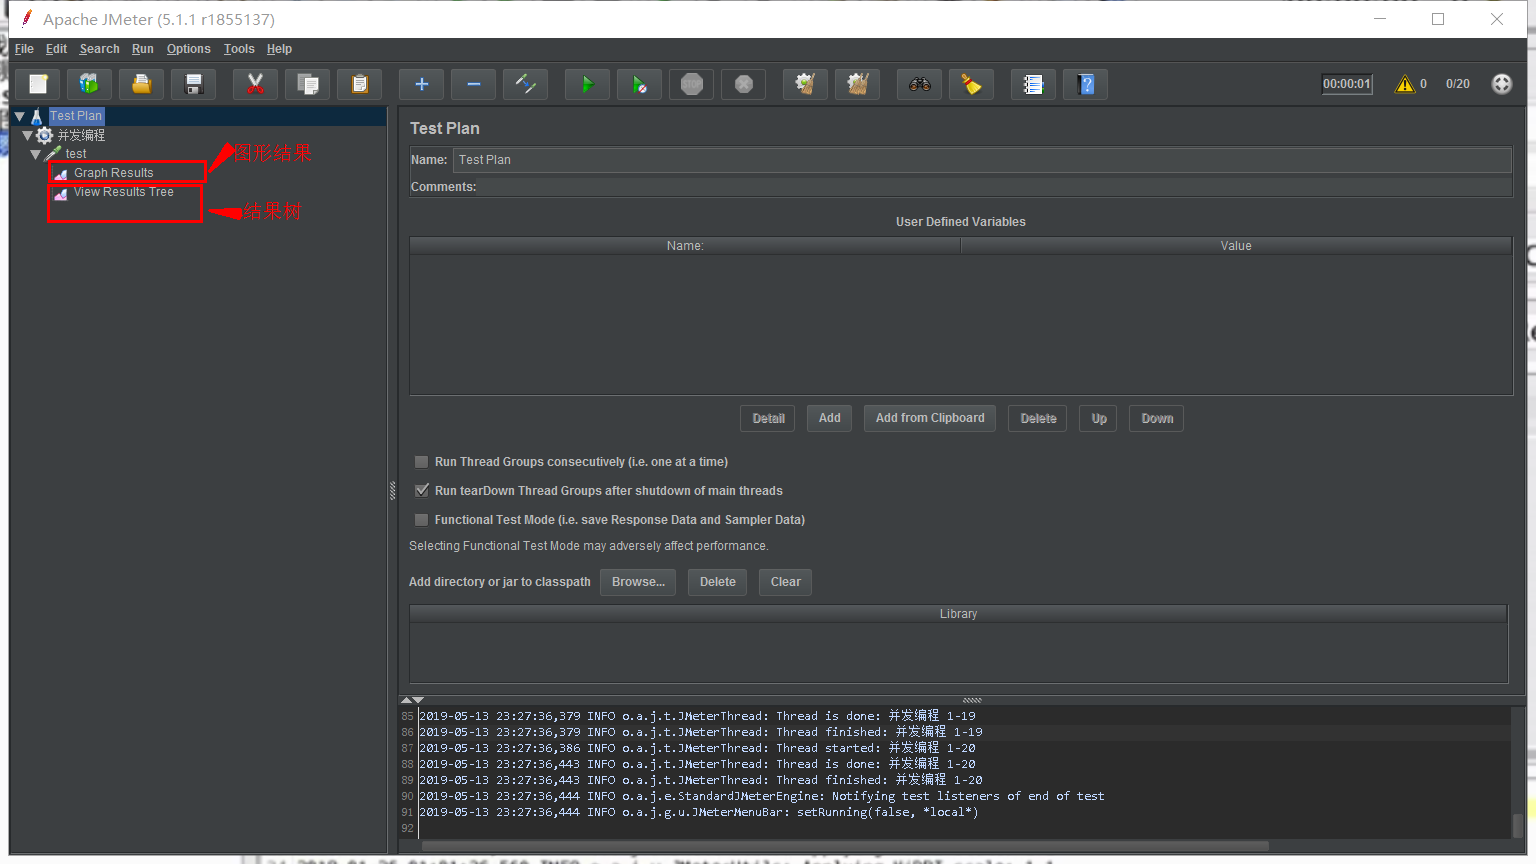 Apache JMeter (5.1.1 r1855137)
File Edit Search Run Options Tools Help
STOP
00:00:01 0 0/20
Test Plan
并发编程
test
Graph Results
View Results Tree
图形结果
结果树
Test Plan
Name: Test Plan
Comments:
User Defined Variables
Name: Value
Detail Add Add from Clipboard Delete Up Down
Run Thread Groups consecutively (i.e. one at a time)
Run tearDown Thread Groups after shutdown of main threads
Functional Test Mode (i.e. save Response Data and Sampler Data)
Selecting Functional Test Mode may adversely affect performance.
Add directory or jar to classpath Browse... Delete Clear
Library
85 2019-05-13 23:27:36,379 INFO o.a.j.t.JMeterThread: Thread is done: 并发编程 1-19
86 2019-05-13 23:27:36,379 INFO o.a.j.t.JMeterThread: Thread finished: 并发编程 1-19
87 2019-05-13 23:27:36,386 INFO o.a.j.t.JMeterThread: Thread started: 并发编程 1-20
88 2019-05-13 23:27:36,443 INFO o.a.j.t.JMeterThread: Thread is done: 并发编程 1-20
89 2019-05-13 23:27:36,443 INFO o.a.j.t.JMeterThread: Thread finished: 并发编程 1-20
90 2019-05-13 23:27:36,444 INFO o.a.j.e.StandardJMeterEngine: Notifying test listeners of end of test
91 2019-05-13 23:27:36,444 INFO o.a.j.g.u.JMeterMenuBar: setRunning(false, *local*)
92